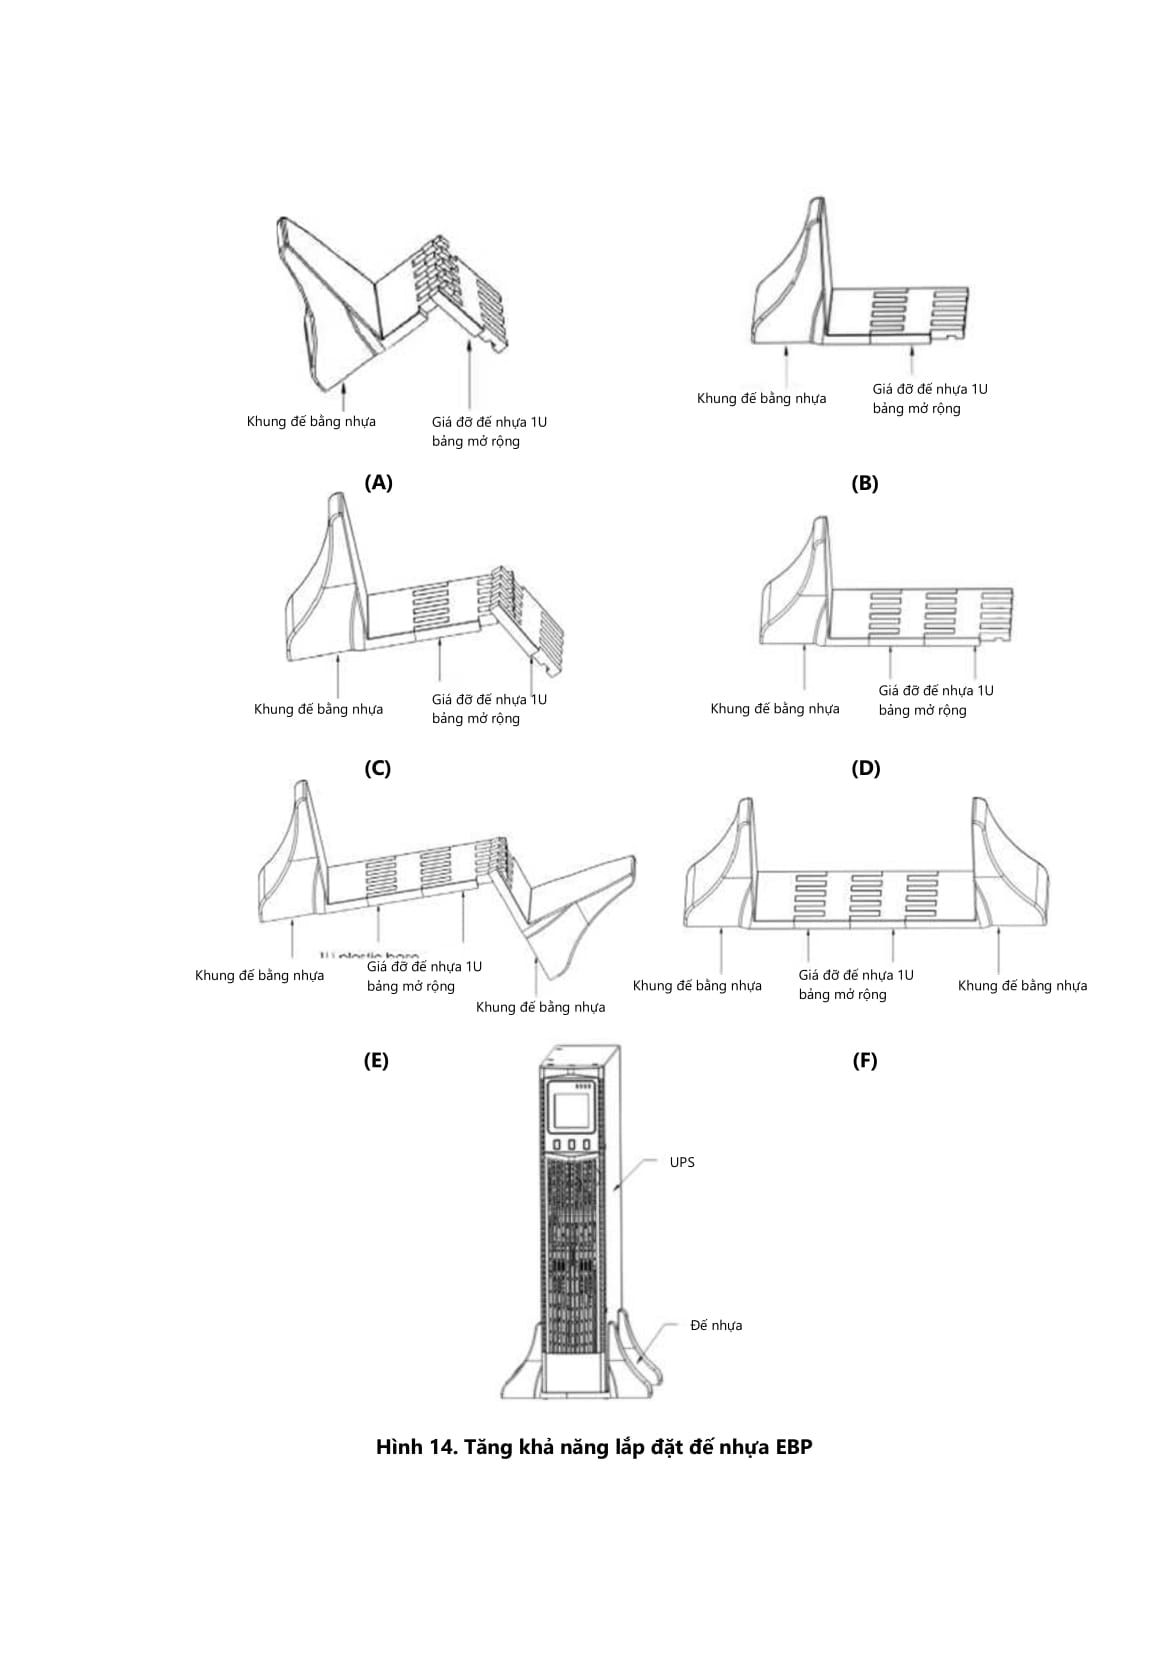 Khung đế bằng nhựa
Giá đỡ đế nhựa 1U
bảng mở rộng
Khung đế bằng nhựa
Giá đỡ đế nhựa 1U
bảng mở rộng
(A)
(B)
Khung đế bằng nhựa
Giá đỡ đế nhựa 1U
bảng mở rộng
Khung đế bằng nhựa
Giá đỡ đế nhựa 1U
bảng mở rộng
(C)
(D)
Khung đế bằng nhựa
Giá đỡ đế nhựa 1U
bảng mở rộng
Khung đế bằng nhựa
Khung đế bằng nhựa
Giá đỡ đế nhựa 1U
bảng mở rộng
Khung đế bằng nhựa
(E)
(F)
UPS
Đế nhựa
Hình 14. Tăng khả năng lắp đặt đế nhựa EBP